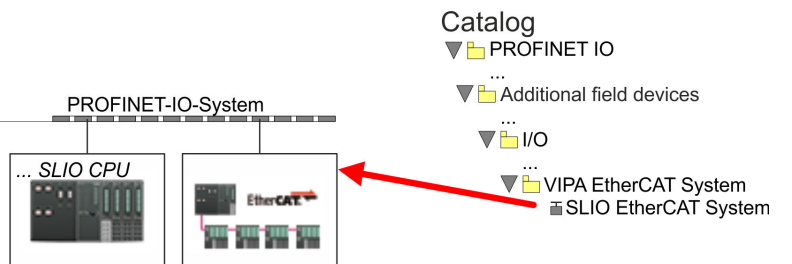 Catalog
PROFINET IO
...
Additional field devices
...
I/O
...
VIPA EtherCAT System
SLIO EtherCAT System
PROFINET-IO-System
... SLIO CPU
EtherCAT